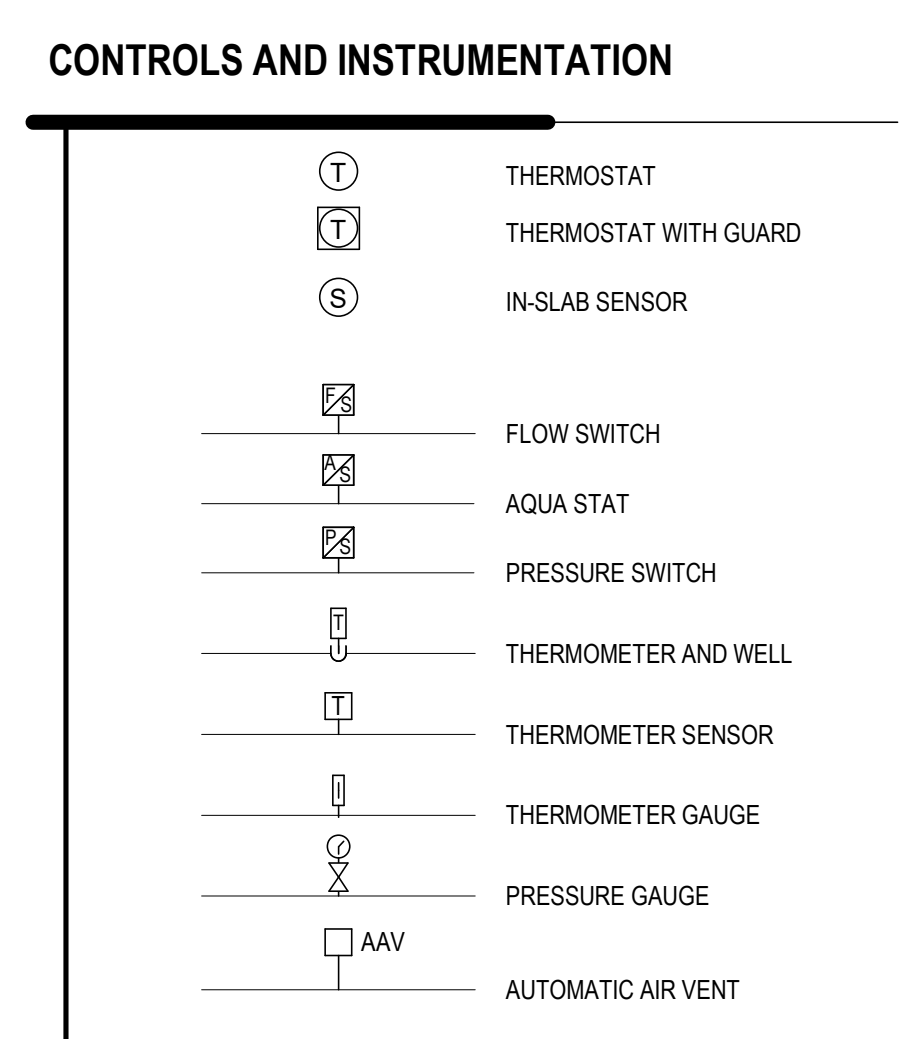 CONTROLS AND INSTRUMENTATION
T THERMOSTAT
T THERMOSTAT WITH GUARD
S IN-SLAB SENSOR
F/S FLOW SWITCH
A/S AQUA STAT
P/S PRESSURE SWITCH
T THERMOMETER AND WELL
T THERMOMETER SENSOR
THERMOMETER GAUGE
PRESSURE GAUGE
AAV
AUTOMATIC AIR VENT